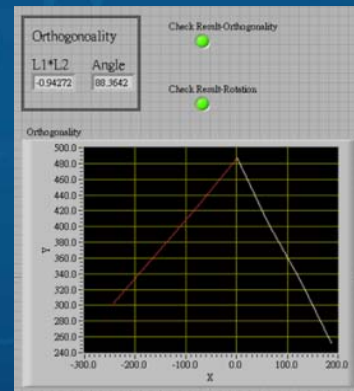 Orthogonoality
L1*L2 Angle
-0.94272 88.3642
Check Result-Orthogonality
Check Result-Rotation
Orthogonality
500.0
480.0
460.0
440.0
420.0
400.0
380.0
360.0
340.0
320.0
300.0
280.0
260.0
240.0
Y
-300.0 -200.0 -100.0 0.0 100.0 200.0
X